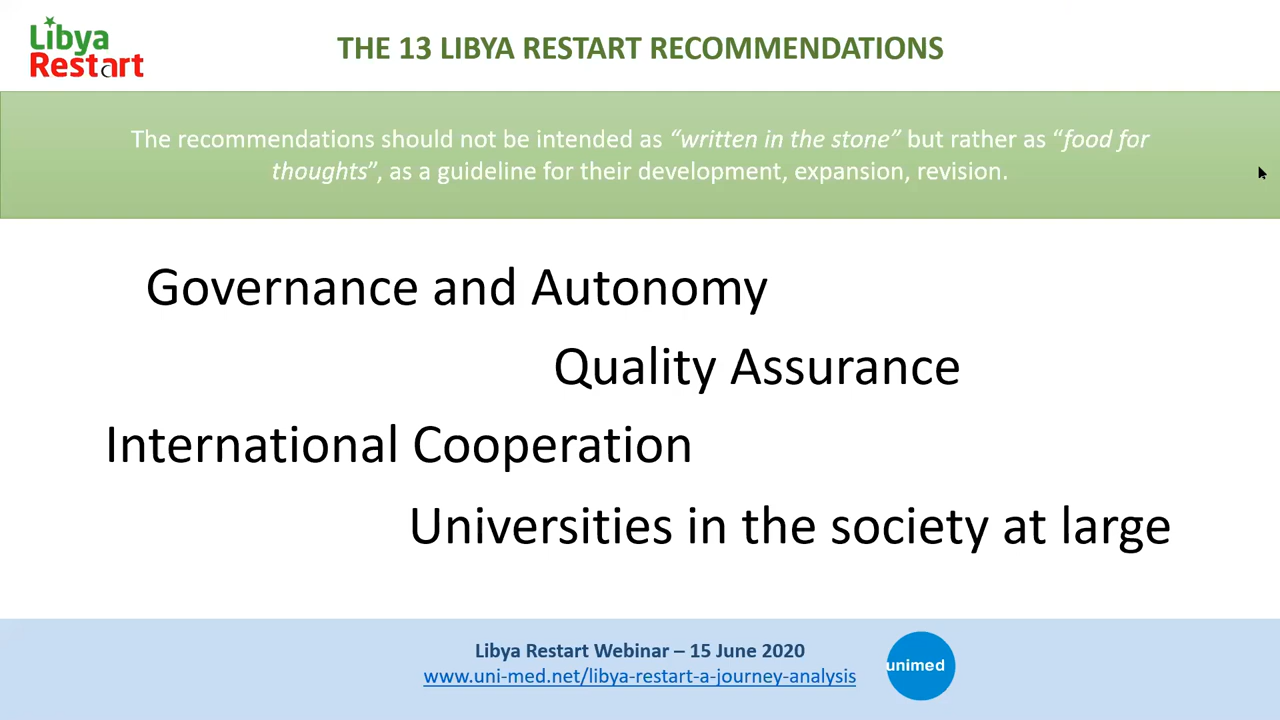 Libya
Restart
THE 13 LIBYA RESTART RECOMMENDATIONS
The recommendations should not be intended as “written in the stone” but rather as “food for
thoughts”, as a guideline for their development, expansion, revision.
Governance and Autonomy
Quality Assurance
International Cooperation
Universities in the society at large
Libya Restart Webinar – 15 June 2020
www.uni-med.net/libya-restart-a-journey-analysis
unimed